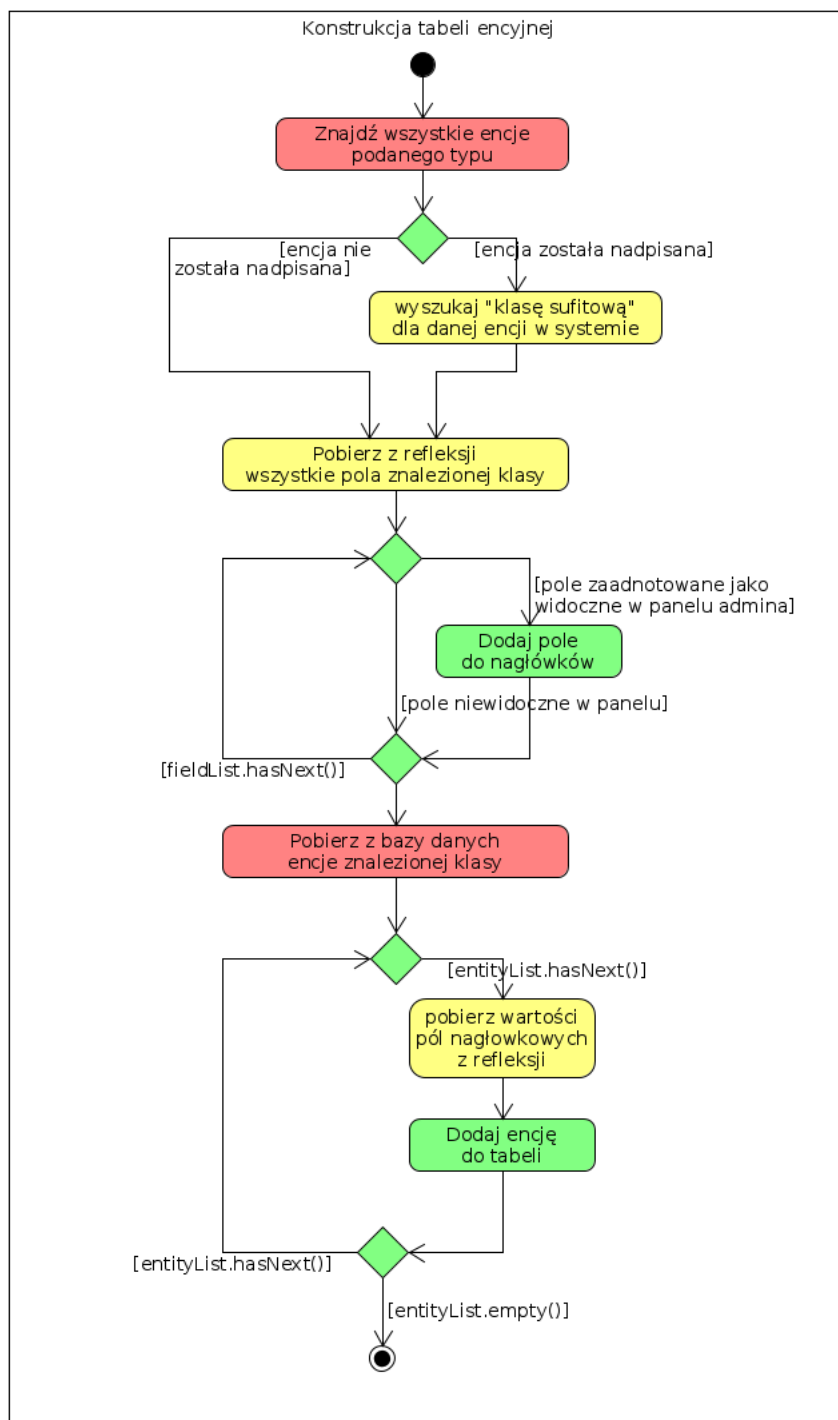 Konstrukcja tabeli encyjnej
Znajdź wszystkie encje
podanego typu
[encja nie
została nadpisana]
[encja została nadpisana]
wyszukaj "klasę sufitową"
dla danej encji w systemie
Pobierz z refleksji
wszystkie pola znalezionej klasy
[pole zaadnotowane jako
widoczne w panelu admina]
Dodaj pole
do nagłówków
[pole niewidoczne w panelu]
[fieldList.hasNext()]
Pobierz z bazy danych
encje znalezionej klasy
[entityList.hasNext()]
pobierz wartości
pól nagłowkowych
z refleksji
Dodaj encję
do tabeli
[entityList.hasNext()]
[entityList.empty()]